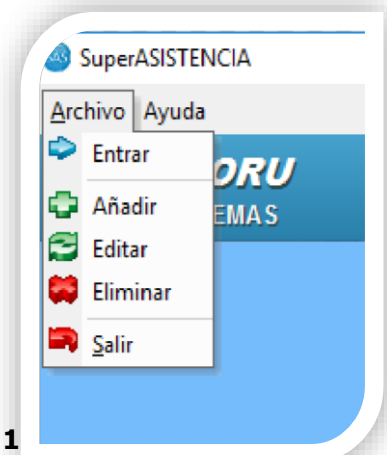 SuperASISTENCIA
Archivo Ayuda
Entrar
ORU
Añadir
EMAS
Editar
Eliminar
Salir
1